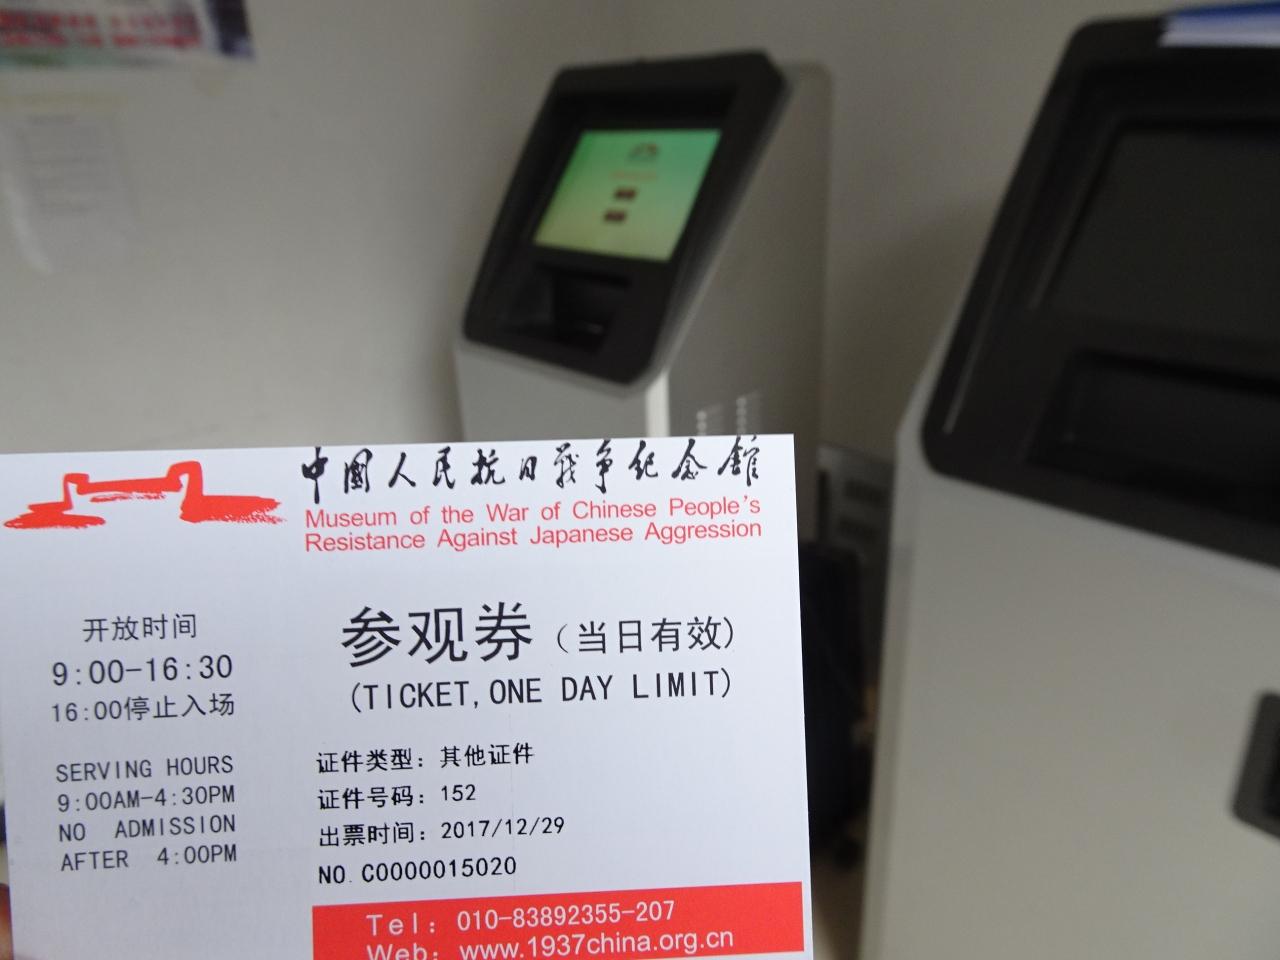 中國人民抗日戰争紀念館
Museum of the War of Chinese People's
Resistance Against Japanese Aggression
开放时间
9:00-16:30
16:00停止入场
SERVING HOURS
9:00AM-4:30PM
NO ADMISSION
AFTER 4:00PM
参观券（当日有效）
(TICKET, ONE DAY LIMIT)
证件类型：其他证件
证件号码：152
出票时间：2017/12/29
NO.C0000015020
Tel：010-83892355-207
Web：www.1937china.org.cn